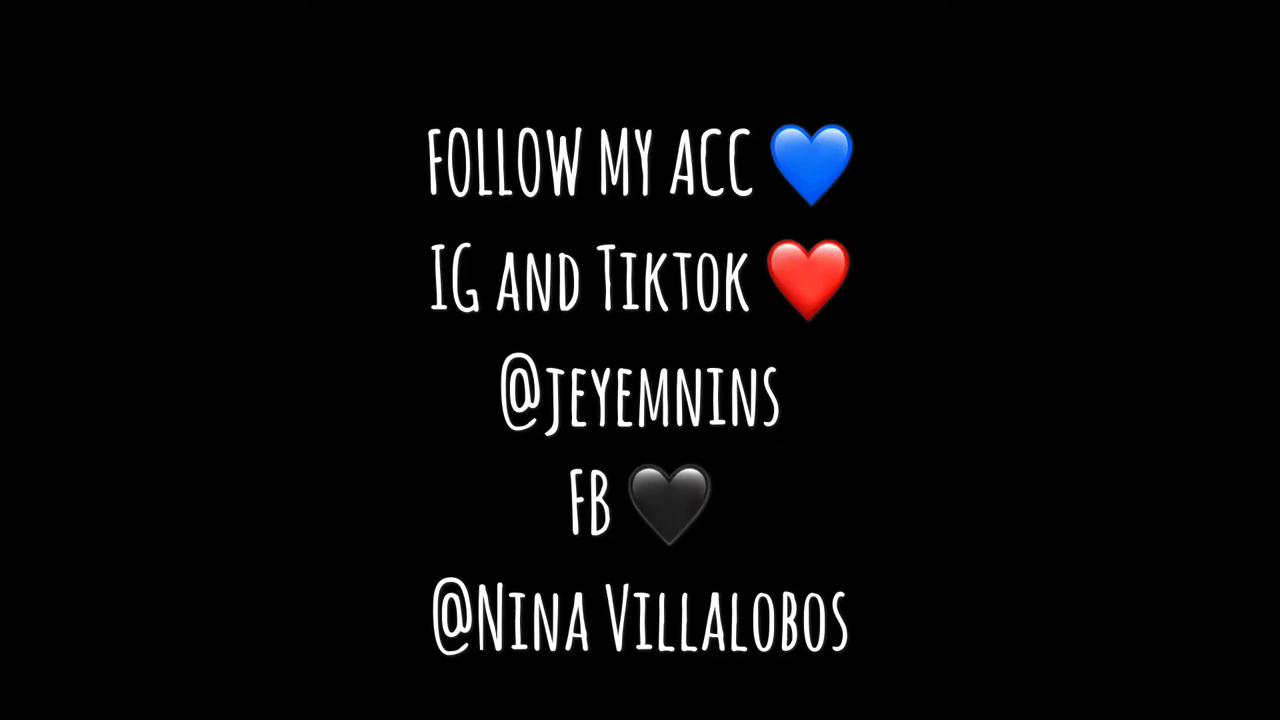 FOLLOW MY ACC 💙
IG AND TIKTOK ❤️
@JEYEMNINS
FB 🖤
@NINA VILLALOBOS